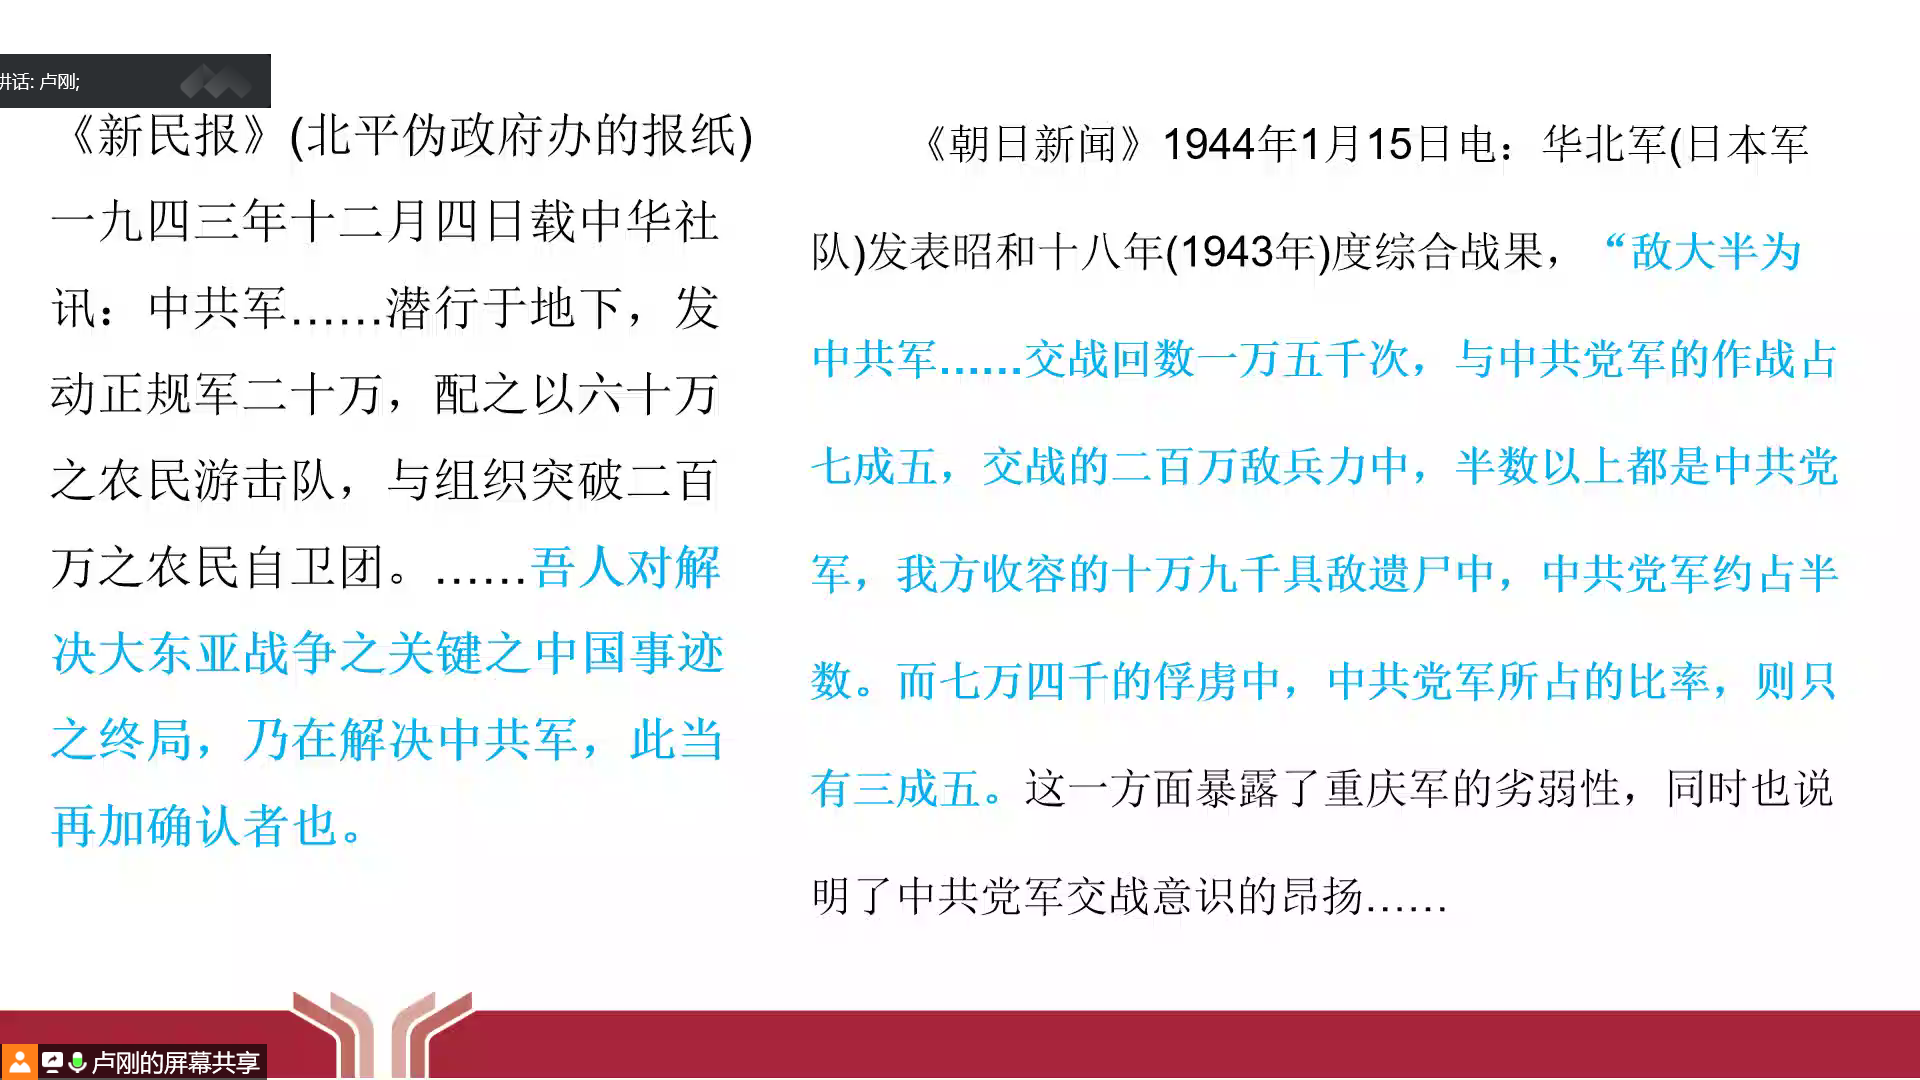 讲话: 卢刚;
《新民报》(北平伪政府办的报纸)
一九四三年十二月四日载中华社
讯：中共军……潜行于地下，发
动正规军二十万，配之以六十万
之农民游击队，与组织突破二百
万之农民自卫团。……吾人对解
决大东亚战争之关键之中国事迹
之终局，乃在解决中共军，此当
再加确认者也。
《朝日新闻》1944年1月15日电：华北军(日本军
队)发表昭和十八年(1943年)度综合战果，“敌大半为
中共军……交战回数一万五千次，与中共党军的作战占
七成五，交战的二百万敌兵力中，半数以上都是中共党
军，我方收容的十万九千具敌遗尸中，中共党军约占半
数。而七万四千的俘虏中，中共党军所占的比率，则只
有三成五。这一方面暴露了重庆军的劣弱性，同时也说
明了中共党军交战意识的昂扬……
卢刚的屏幕共享